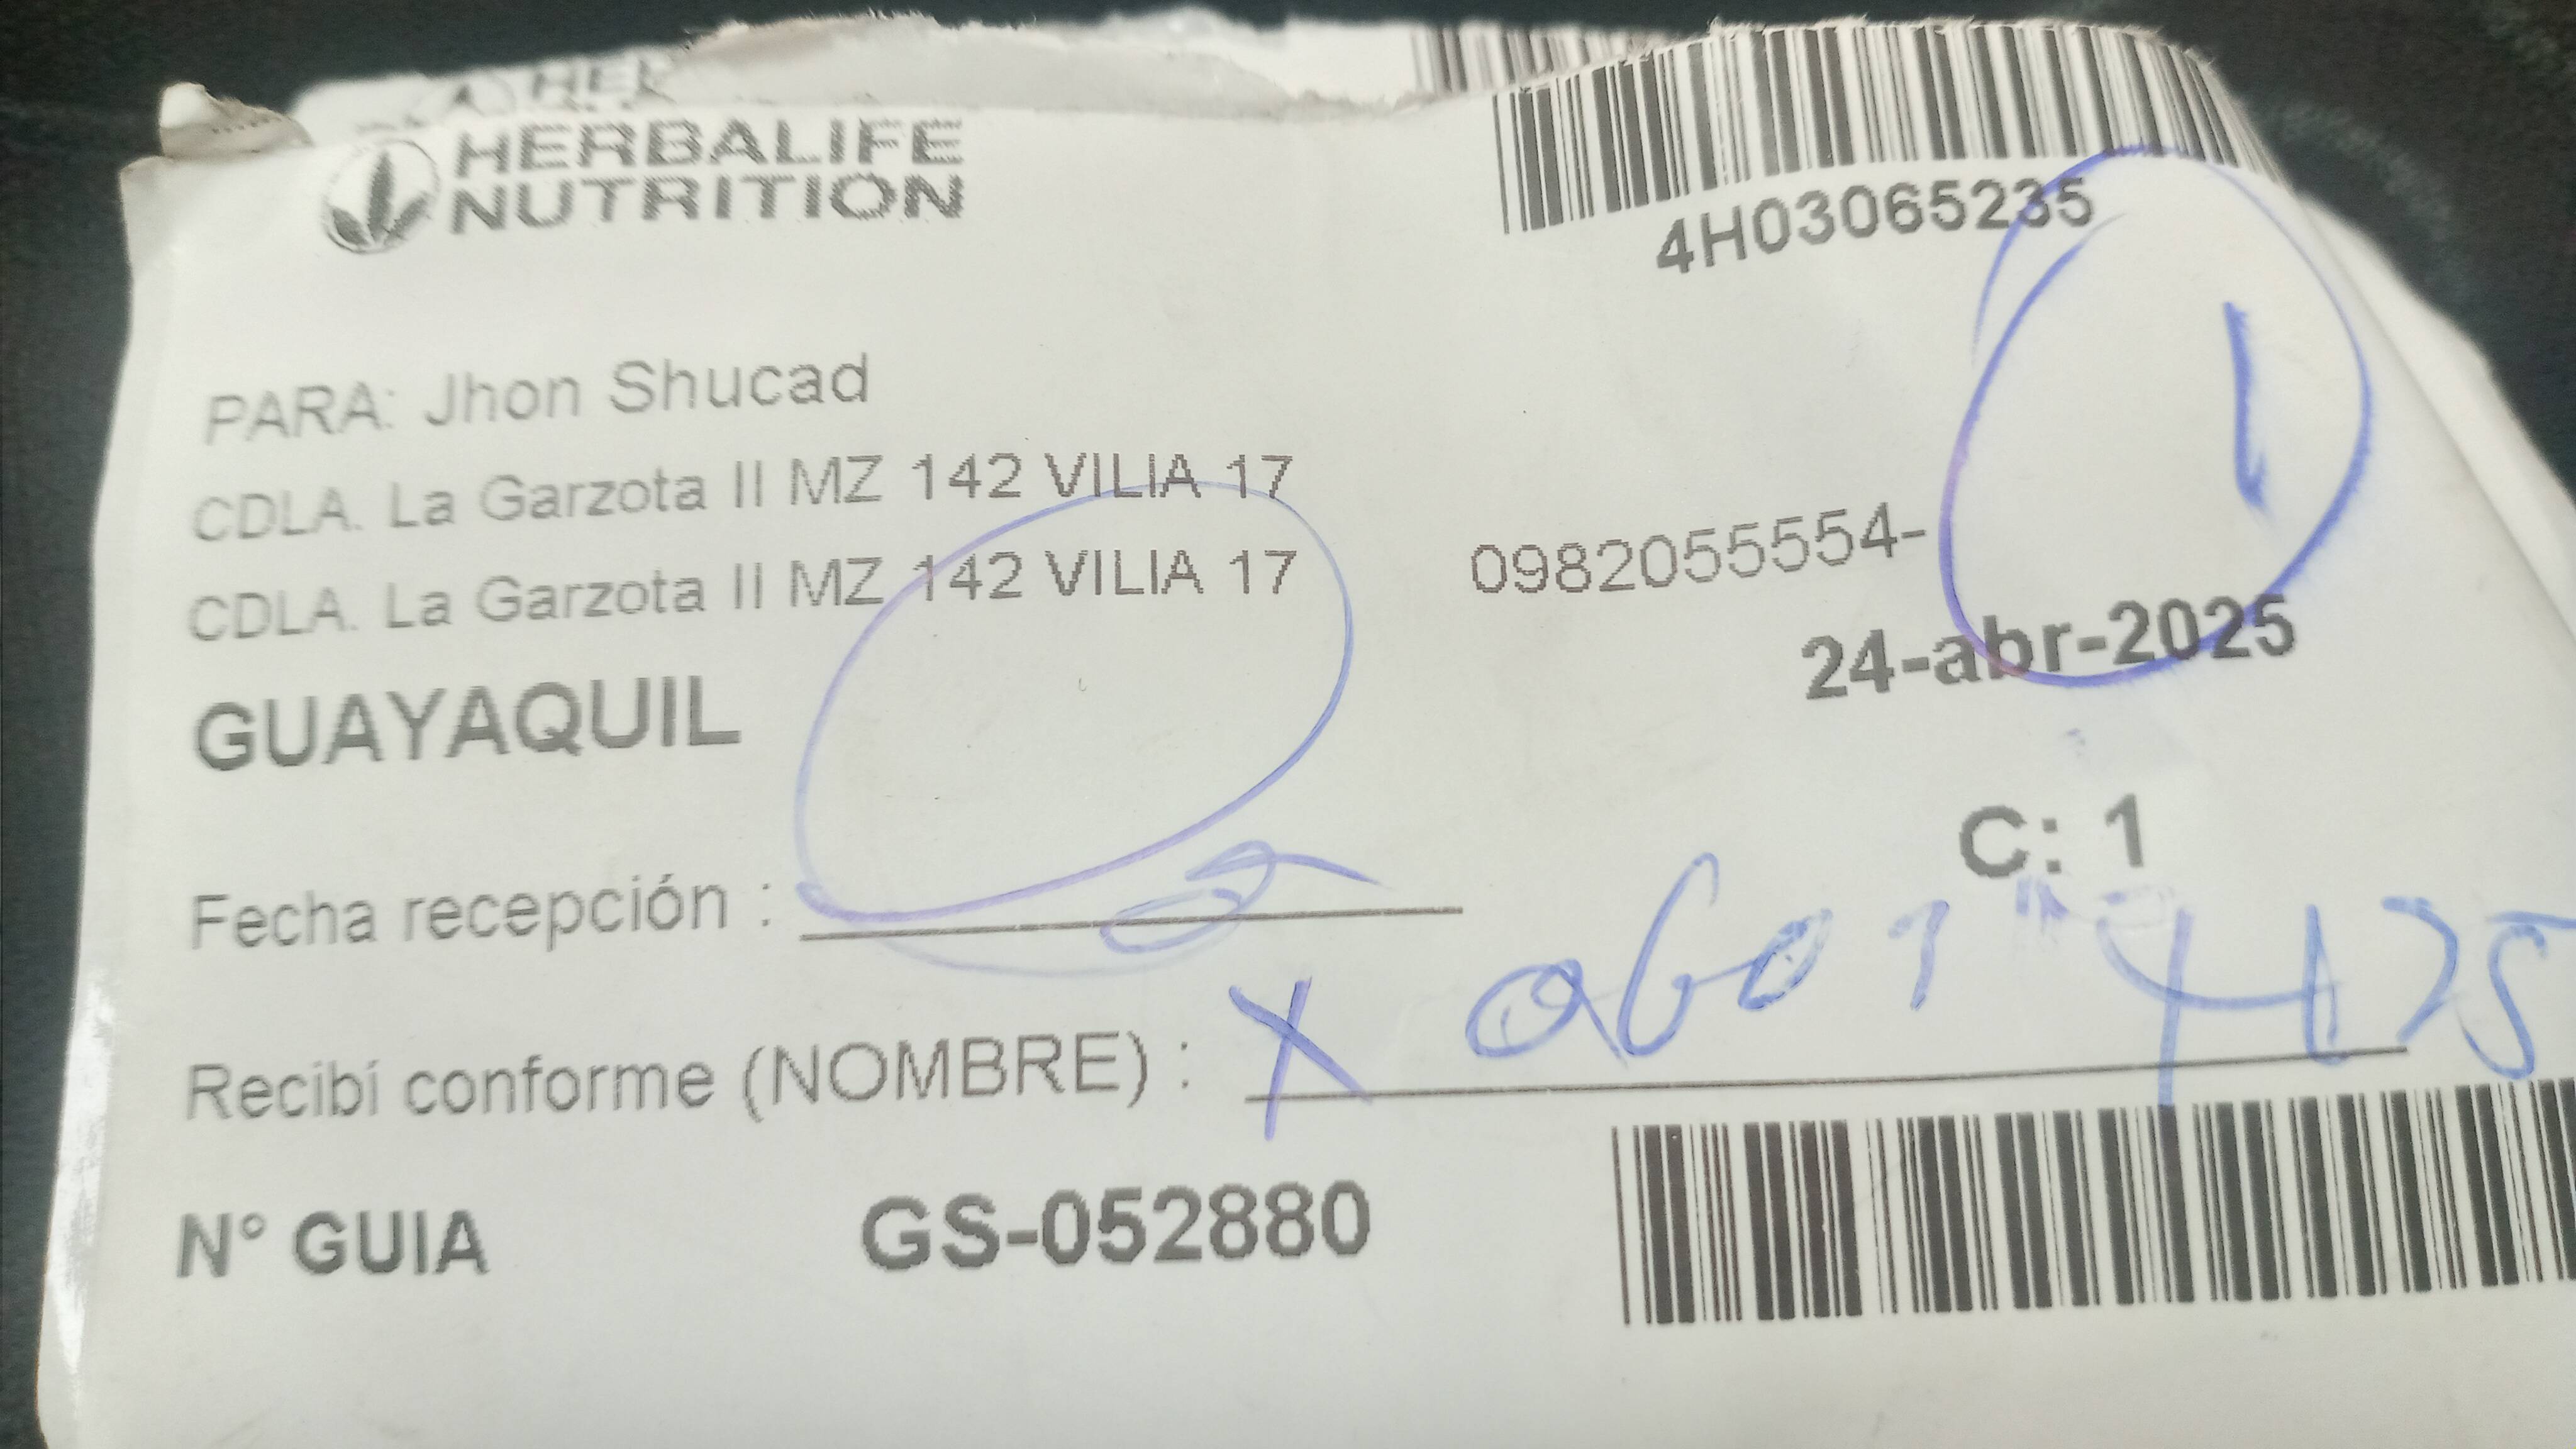 HERBALIFE
NUTRITION
4H03065235
PARA: Jhon Shucad
CDLA. La Garzota II MZ 142 VILIA 17
CDLA. La Garzota II MZ 142 VILIA 17
0982055554-
1
GUAYAQUIL
24-abr-2025
C: 1
Fecha recepción :
Recibí conforme (NOMBRE) : X
N° GUIA GS-052880